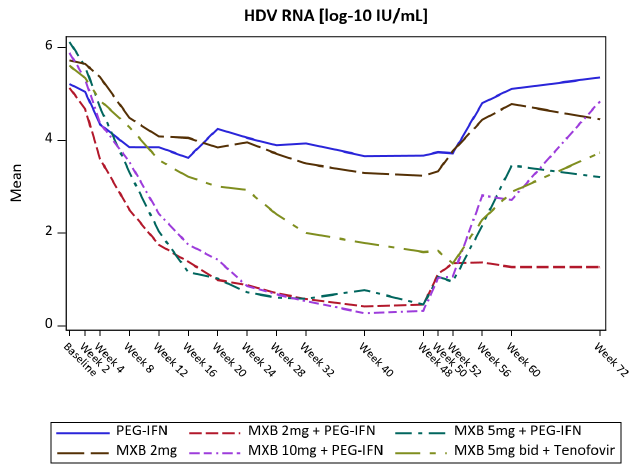 HDV RNA [log-10 IU/mL]
Mean
6
4
2
0
Baseline
Week 2
Week 4
Week 8
Week 12
Week 16
Week 20
Week 24
Week 28
Week 32
Week 40
Week 48
Week 50
Week 52
Week 56
Week 60
Week 72
PEG-IFN
MXB 2mg + PEG-IFN
MXB 5mg + PEG-IFN
MXB 2mg
MXB 10mg + PEG-IFN
MXB 5mg bid + Tenofovir